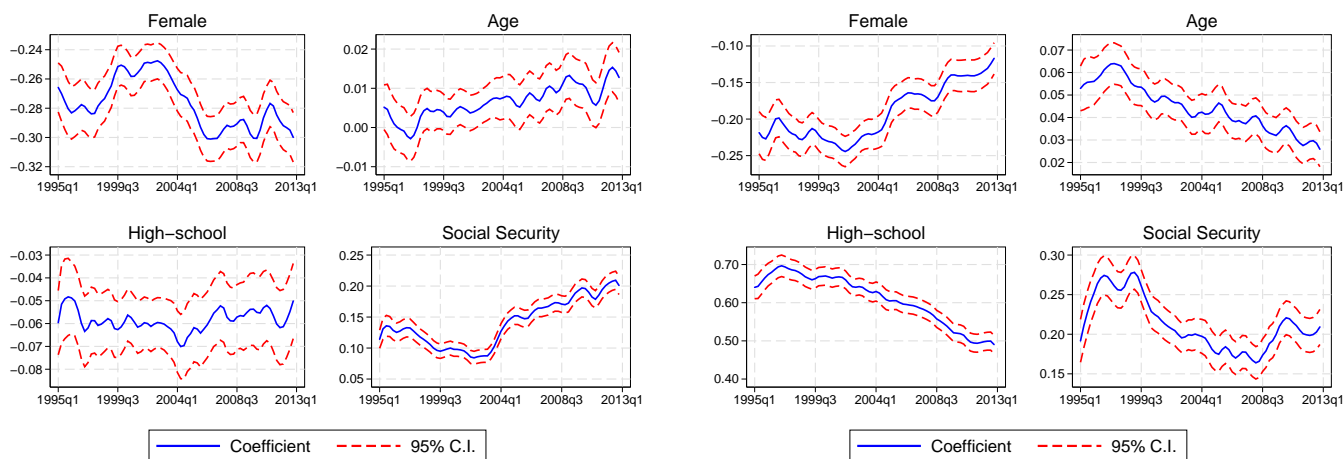 Female
−0.24
−0.26
−0.28
−0.30
−0.32
1995q1 1999q3 2004q1 2008q3 2013q1
Age
0.02
0.01
0.00
−0.01
1995q1 1999q3 2004q1 2008q3 2013q1
High−school
−0.03
−0.04
−0.05
−0.06
−0.07
−0.08
1995q1 1999q3 2004q1 2008q3 2013q1
Social Security
0.25
0.20
0.15
0.10
0.05
1995q1 1999q3 2004q1 2008q3 2013q1
Coefficient 95% C.I.
Female
−0.10
−0.15
−0.20
−0.25
1995q1 1999q3 2004q1 2008q3 2013q1
Age
0.07
0.06
0.05
0.04
0.03
0.02
1995q1 1999q3 2004q1 2008q3 2013q1
High−school
0.70
0.60
0.50
0.40
1995q1 1999q3 2004q1 2008q3 2013q1
Social Security
0.30
0.25
0.20
0.15
1995q1 1999q3 2004q1 2008q3 2013q1
Coefficient 95% C.I.